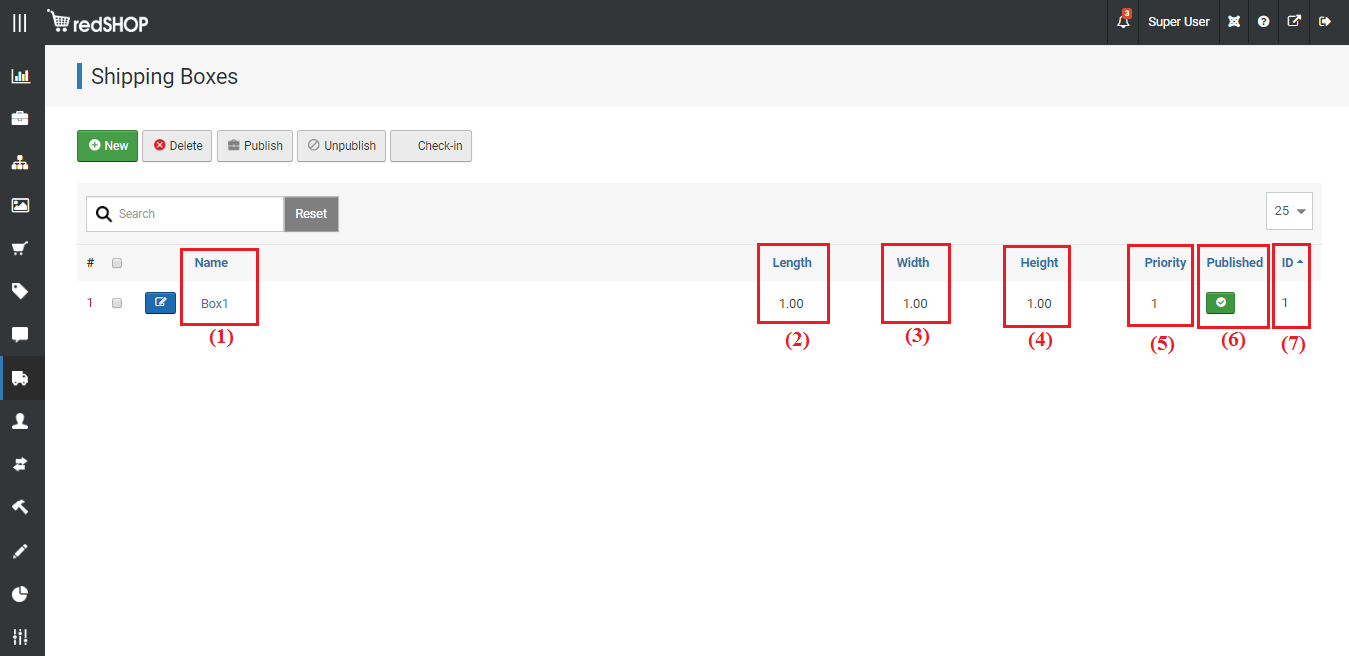 redSHOP
3
Super User
Shipping Boxes
New Delete Publish Unpublish Check-in
Search Reset 25
# Name Length Width Height Priority Published ID
1 Box1 1.00 1.00 1.00 1 1
(1) (2) (3) (4) (5) (6) (7)